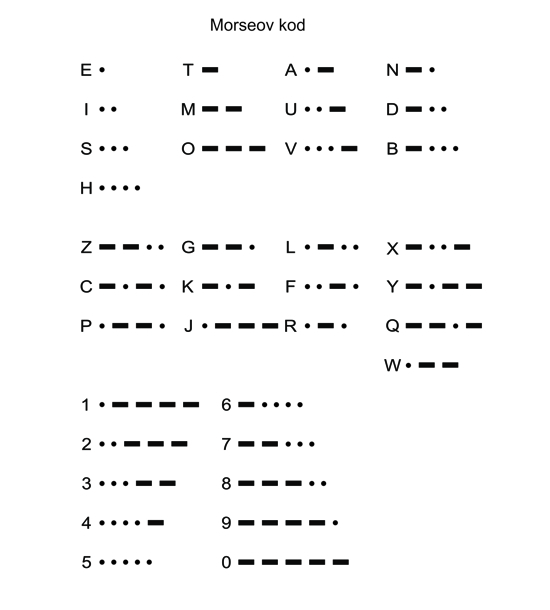 Morseov kod
E • T – A • – N – •
I • • M – – U • • – D – • •
S • • • O – – – V • • • – B – • • •
H • • • •
Z – – • • G – – • L • – • • X – • • –
C – • – • K – • – F • • – • Y – • – –
P • – – • J • – – – R • – • Q – – • –
W • – –
1 • – – – – 6 – • • • •
2 • • – – – 7 – – • • •
3 • • • – – 8 – – – • •
4 • • • • – 9 – – – – •
5 • • • • • 0 – – – – –